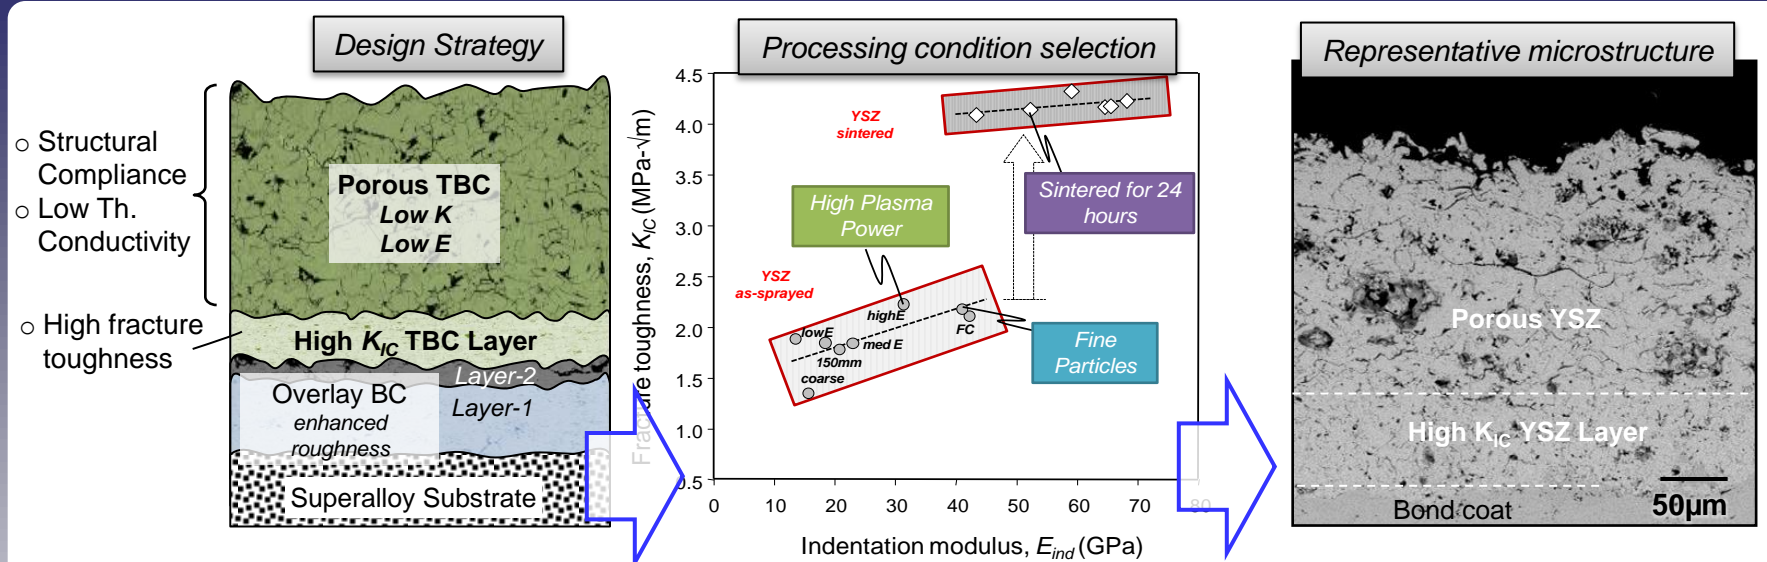 Design Strategy
Processing condition selection
Representative microstructure
○ Structural
Compliance
○ Low Th.
Conductivity
○ High fracture
toughness
Porous TBC
Low K
Low E
High K_IC TBC Layer
Layer-2
Overlay BC
Layer-1
enhanced
roughness
Superalloy Substrate
Fracture toughness, K_IC (MPa-√m)
4.5
4.0
3.5
3.0
2.5
2.0
1.5
1.0
0.5
0
10
20
30
40
50
60
70
80
Indentation modulus, E_ind (GPa)
YSZ
sintered
Sintered for 24
hours
High Plasma
Power
YSZ
as-sprayed
highE
lowE
FC
med E
150mm
coarse
Fine
Particles
Porous YSZ
High K_IC YSZ Layer
Bond coat
50µm